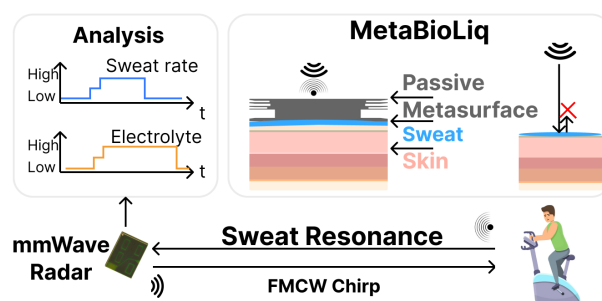 Analysis
High
Sweat rate
Low
t
High
Electrolyte
Low
t
MetaBioLiq
Passive
Metasurface
Sweat
Skin
mmWave
Radar
Sweat Resonance
FMCW Chirp